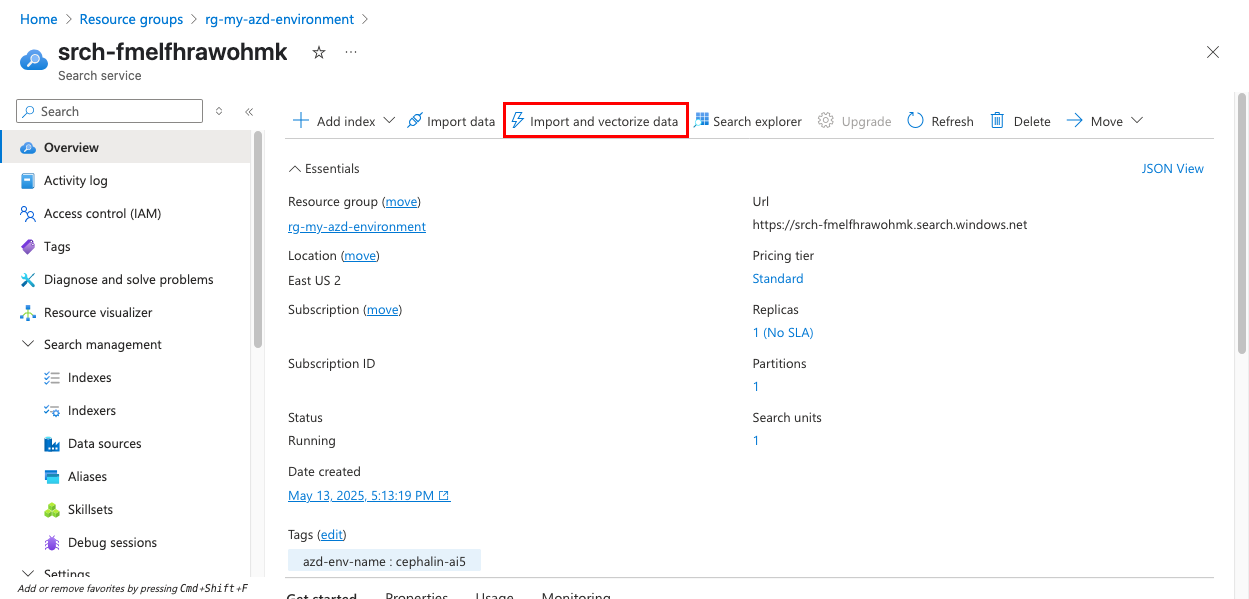 Home > Resource groups > rg-my-azd-environment >
srch-fmelfhrawohmk
Search service
Search
Overview
Activity log
Access control (IAM)
Tags
Diagnose and solve problems
Resource visualizer
Search management
Indexes
Indexers
Data sources
Aliases
Skillsets
Debug sessions
Settings
Add or remove favorites by pressing Cmd+Shift+F
Add index Import data Import and vectorize data Search explorer Upgrade Refresh Delete Move
Essentials
JSON View
Resource group (move)
rg-my-azd-environment
Location (move)
East US 2
Subscription (move)
Subscription ID
Status
Running
Date created
May 13, 2025, 5:13:19 PM
Tags (edit)
azd-env-name : cephalin-ai5
Url
https://srch-fmelfhrawohmk.search.windows.net
Pricing tier
Standard
Replicas
1 (No SLA)
Partitions
1
Search units
1
Get started Properties Usage Monitoring